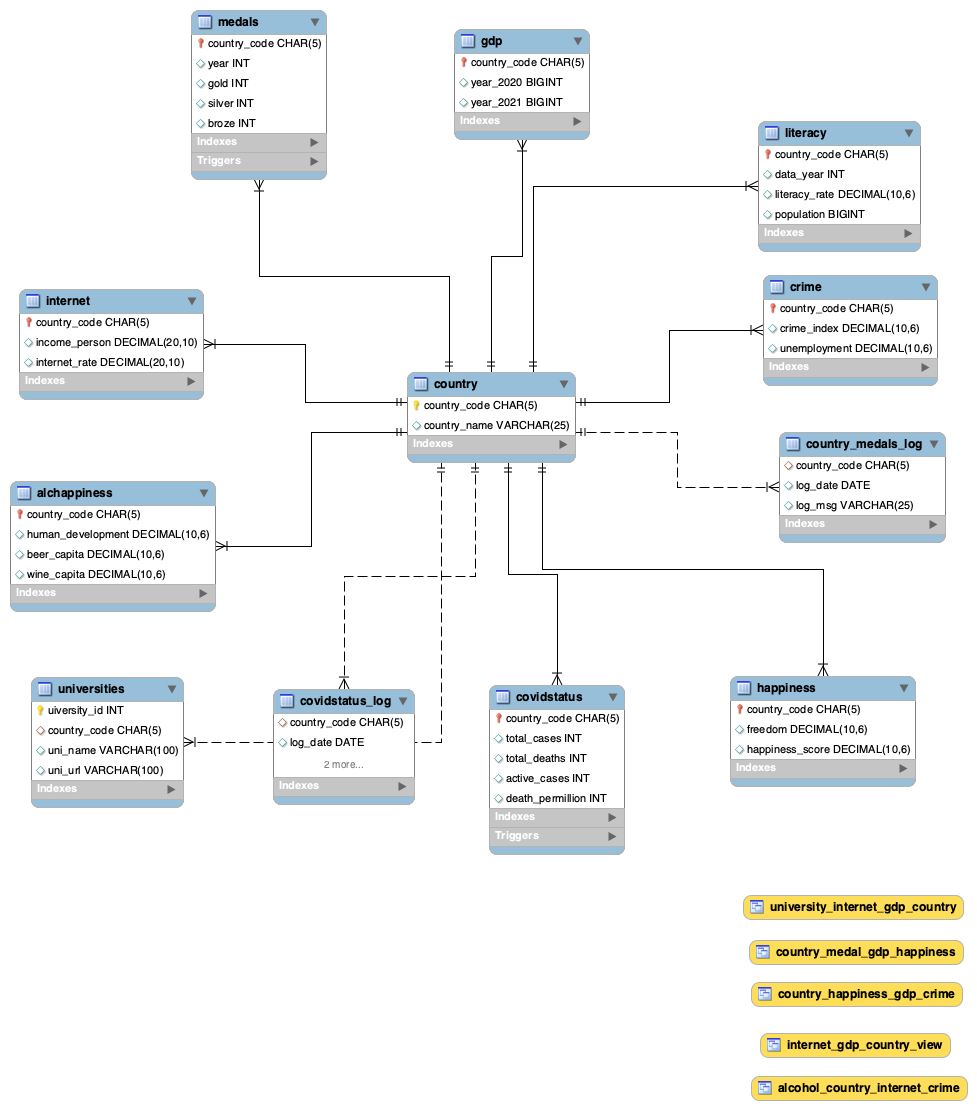 medals
country_code CHAR(5)
year INT
gold INT
silver INT
broze INT
Indexes
Triggers
gdp
country_code CHAR(5)
year_2020 BIGINT
year_2021 BIGINT
Indexes
literacy
country_code CHAR(5)
data_year INT
literacy_rate DECIMAL(10,6)
population BIGINT
Indexes
internet
country_code CHAR(5)
income_person DECIMAL(20,10)
internet_rate DECIMAL(20,10)
Indexes
crime
country_code CHAR(5)
crime_index DECIMAL(10,6)
unemployment DECIMAL(10,6)
Indexes
country
country_code CHAR(5)
country_name VARCHAR(25)
Indexes
country_medals_log
country_code CHAR(5)
log_date DATE
log_msg VARCHAR(25)
Indexes
alchappiness
country_code CHAR(5)
human_development DECIMAL(10,6)
beer_capita DECIMAL(10,6)
wine_capita DECIMAL(10,6)
Indexes
universities
uiversity_id INT
country_code CHAR(5)
uni_name VARCHAR(100)
uni_url VARCHAR(100)
Indexes
covidstatus_log
country_code CHAR(5)
log_date DATE
2 more...
Indexes
covidstatus
country_code CHAR(5)
total_cases INT
total_deaths INT
active_cases INT
death_permillion INT
Indexes
Triggers
happiness
country_code CHAR(5)
freedom DECIMAL(10,6)
happiness_score DECIMAL(10,6)
Indexes
university_internet_gdp_country
country_medal_gdp_happiness
country_happiness_gdp_crime
internet_gdp_country_view
alcohol_country_internet_crime